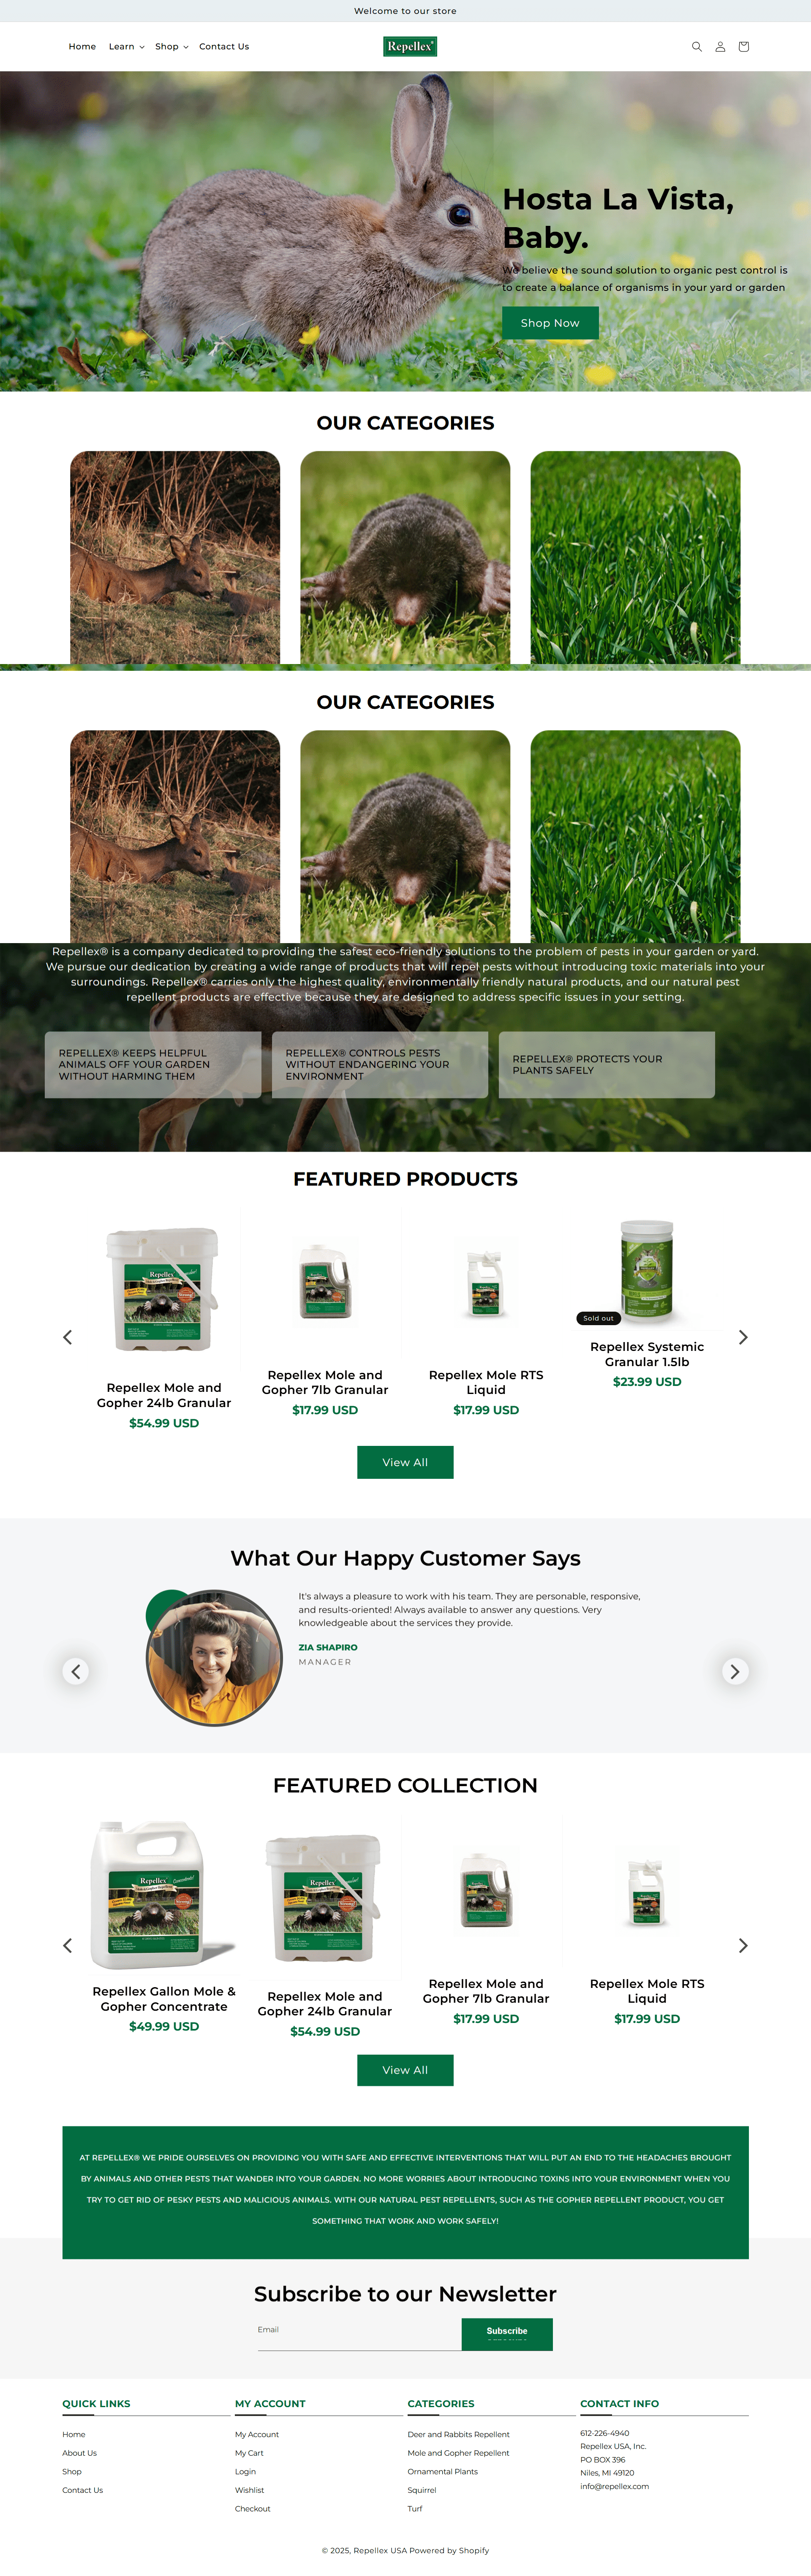 Welcome to our store
Home Learn Shop Contact Us
Repellex®
Hosta La Vista,
Baby.
We believe the sound solution to organic pest control is
to create a balance of organisms in your yard or garden
Shop Now
OUR CATEGORIES
OUR CATEGORIES
Repellex® is a company dedicated to providing the safest eco-friendly solutions to the problem of pests in your garden or yard.
We pursue our dedication by creating a wide range of products that will repel pests without introducing toxic materials into your
surroundings. Repellex® carries only the highest quality, environmentally friendly natural products, and our natural pest
repellent products are effective because they are designed to address specific issues in your setting.
REPELLEX® KEEPS HELPFUL
ANIMALS OFF YOUR GARDEN
WITHOUT HARMING THEM
REPELLEX® CONTROLS PESTS
WITHOUT ENDANGERING YOUR
ENVIRONMENT
REPELLEX® PROTECTS YOUR
PLANTS SAFELY
FEATURED PRODUCTS
Repellex
Repellex
Sold out
Repellex Mole and
Gopher 24lb Granular
$54.99 USD
Repellex Mole and
Gopher 7lb Granular
$17.99 USD
Repellex Mole RTS
Liquid
$17.99 USD
Repellex Systemic
Granular 1.5lb
$23.99 USD
View All
What Our Happy Customer Says
It's always a pleasure to work with his team. They are personable, responsive,
and results-oriented! Always available to answer any questions. Very
knowledgeable about the services they provide.
ZIA SHAPIRO
MANAGER
FEATURED COLLECTION
Repellex
Repellex
Repellex
Repellex Gallon Mole &
Gopher Concentrate
$49.99 USD
Repellex Mole and
Gopher 24lb Granular
$54.99 USD
Repellex Mole and
Gopher 7lb Granular
$17.99 USD
Repellex Mole RTS
Liquid
$17.99 USD
View All
AT REPELLEX® WE PRIDE OURSELVES ON PROVIDING YOU WITH SAFE AND EFFECTIVE INTERVENTIONS THAT WILL PUT AN END TO THE HEADACHES BROUGHT
BY ANIMALS AND OTHER PESTS THAT WANDER INTO YOUR GARDEN. NO MORE WORRIES ABOUT INTRODUCING TOXINS INTO YOUR ENVIRONMENT WHEN YOU
TRY TO GET RID OF PESKY PESTS AND MALICIOUS ANIMALS. WITH OUR NATURAL PEST REPELLENTS, SUCH AS THE GOPHER REPELLENT PRODUCT, YOU GET
SOMETHING THAT WORK AND WORK SAFELY!
Subscribe to our Newsletter
Email
Subscribe
QUICK LINKS
Home
About Us
Shop
Contact Us
MY ACCOUNT
My Account
My Cart
Login
Wishlist
Checkout
CATEGORIES
Deer and Rabbits Repellent
Mole and Gopher Repellent
Ornamental Plants
Squirrel
Turf
CONTACT INFO
612-226-4940
Repellex USA, Inc.
PO BOX 396
Niles, MI 49120
info@repellex.com
© 2025, Repellex USA Powered by Shopify